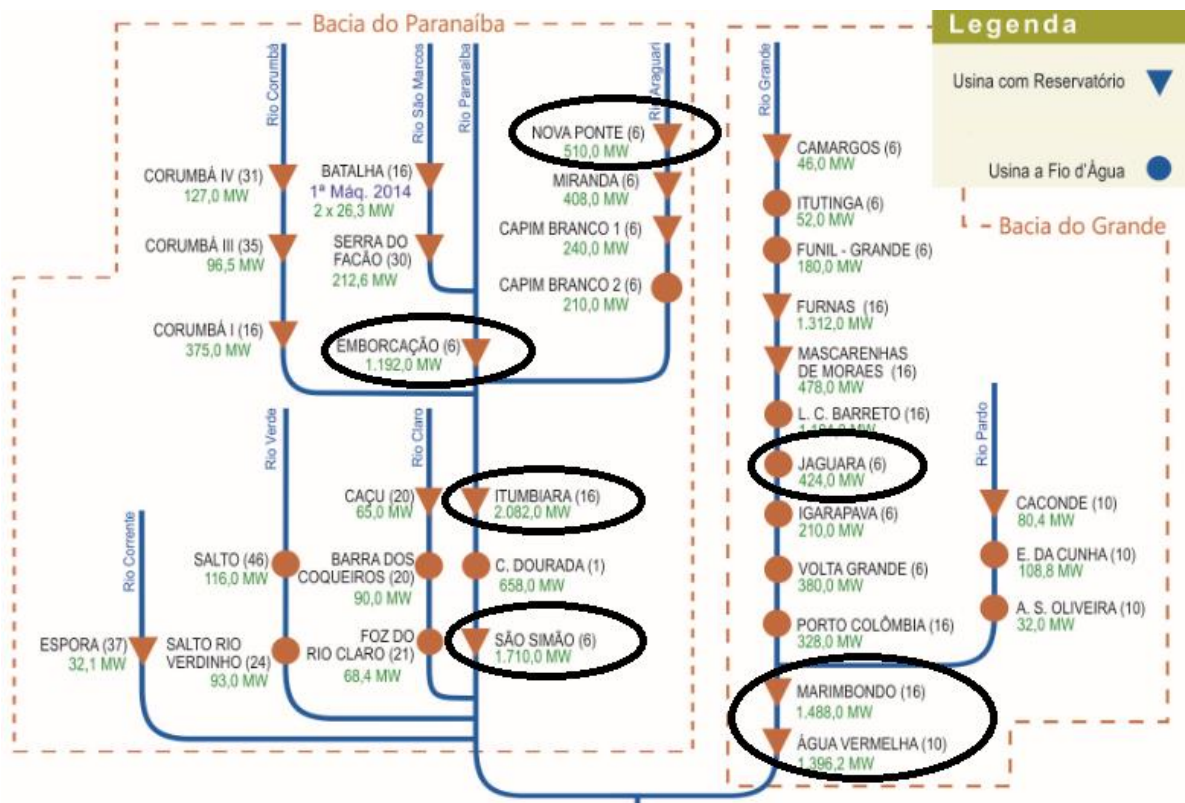 Bacia do Paranaíba
Legenda
Usina com Reservatório
Usina a Fio d'Água
Bacia do Grande
Rio Corumbá
Rio São Marcos
Rio Paranaíba
Rio Araguari
Rio Grande
NOVA PONTE (6)
510,0 MW
MIRANDA (6)
408,0 MW
CAPIM BRANCO 1 (6)
240,0 MW
CAPIM BRANCO 2 (6)
210,0 MW
CORUMBÁ IV (31)
127,0 MW
CORUMBÁ III (35)
96,5 MW
CORUMBÁ I (16)
375,0 MW
BATALHA (16)
1ª Máq. 2014
2 x 26,3 MW
SERRA DO
FACÃO (30)
212,6 MW
EMBORCAÇÃO (6)
1.192,0 MW
CAMARGOS (6)
46,0 MW
ITUTINGA (6)
52,0 MW
FUNIL - GRANDE (6)
180,0 MW
FURNAS (16)
1.312,0 MW
MASCARENHAS
DE MORAES (16)
478,0 MW
L. C. BARRETO (16)
JAGUARA (6)
424,0 MW
IGARAPAVA (6)
210,0 MW
VOLTA GRANDE (6)
380,0 MW
PORTO COLÔMBIA (16)
328,0 MW
MARIMBONDO (16)
1.488,0 MW
ÁGUA VERMELHA (10)
1.396,2 MW
Rio Pardo
CACONDE (10)
80,4 MW
E. DA CUNHA (10)
108,8 MW
A. S. OLIVEIRA (10)
32,0 MW
Rio Corrente
Rio Verde
Rio Claro
ESPORA (37)
32,1 MW
SALTO (46)
116,0 MW
SALTO RIO
VERDINHO (24)
93,0 MW
CAÇU (20)
65,0 MW
BARRA DOS
COQUEIROS (20)
90,0 MW
FOZ DO
RIO CLARO (21)
68,4 MW
ITUMBIARA (16)
2.082,0 MW
C. DOURADA (1)
658,0 MW
SÃO SIMÃO (6)
1.710,0 MW